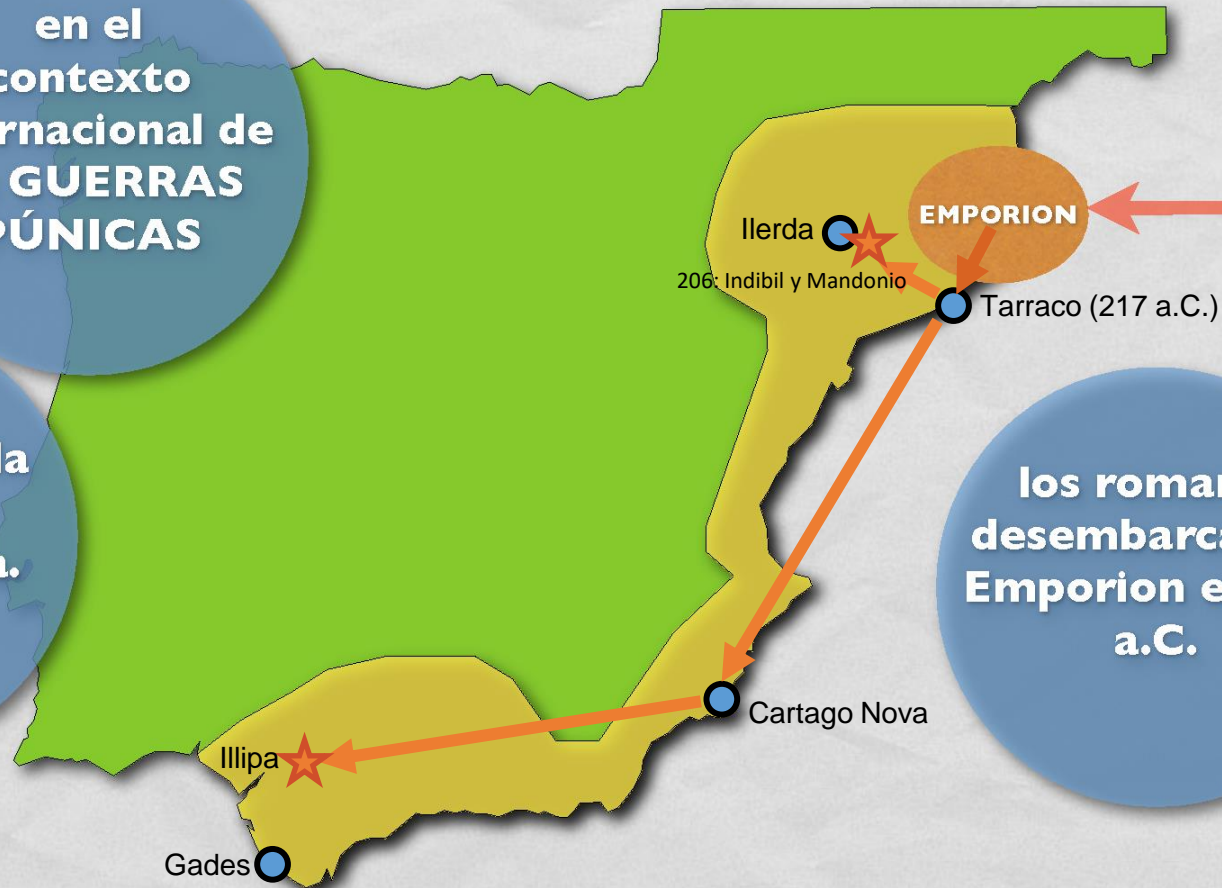 en el
contexto
rnacional de
GUERRAS
PÚNICAS
EMPORION
Ilerda
206: Indibil y Mandonio
Tarraco (217 a.C.)
la
a.
los roma
desembarca
Emporion e
a.C.
Cartago Nova
Illipa
Gades